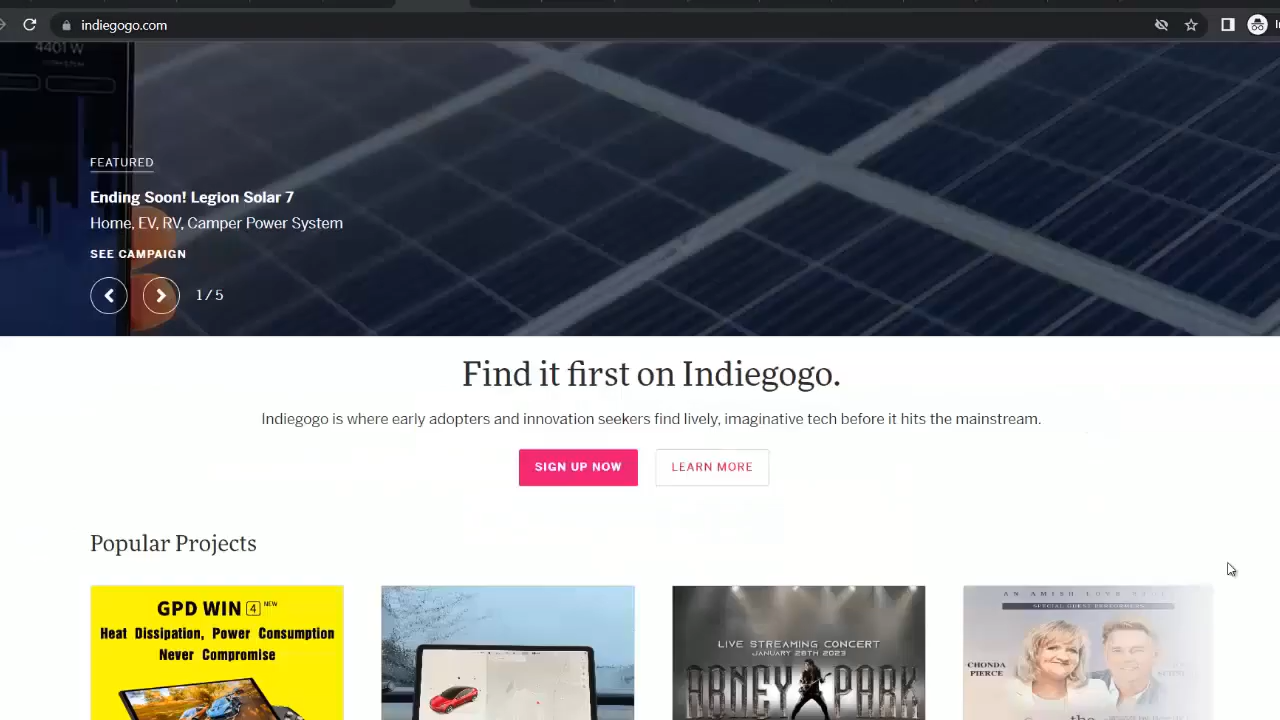 indiegogo.com
4401 W
FEATURED
Ending Soon! Legion Solar 7
Home, EV, RV, Camper Power System
SEE CAMPAIGN
1 / 5
Find it first on Indiegogo.
Indiegogo is where early adopters and innovation seekers find lively, imaginative tech before it hits the mainstream.
SIGN UP NOW
LEARN MORE
Popular Projects
GPD WIN 4 NEW
Heat Dissipation, Power Consumption
Never Compromise
LIVE STREAMING CONCERT
JANUARY 28TH 2023
ABNEY PARK
AN AMISH LOVE
SPECIAL GUEST PERFORMERS
CHONDA
PIERCE
the